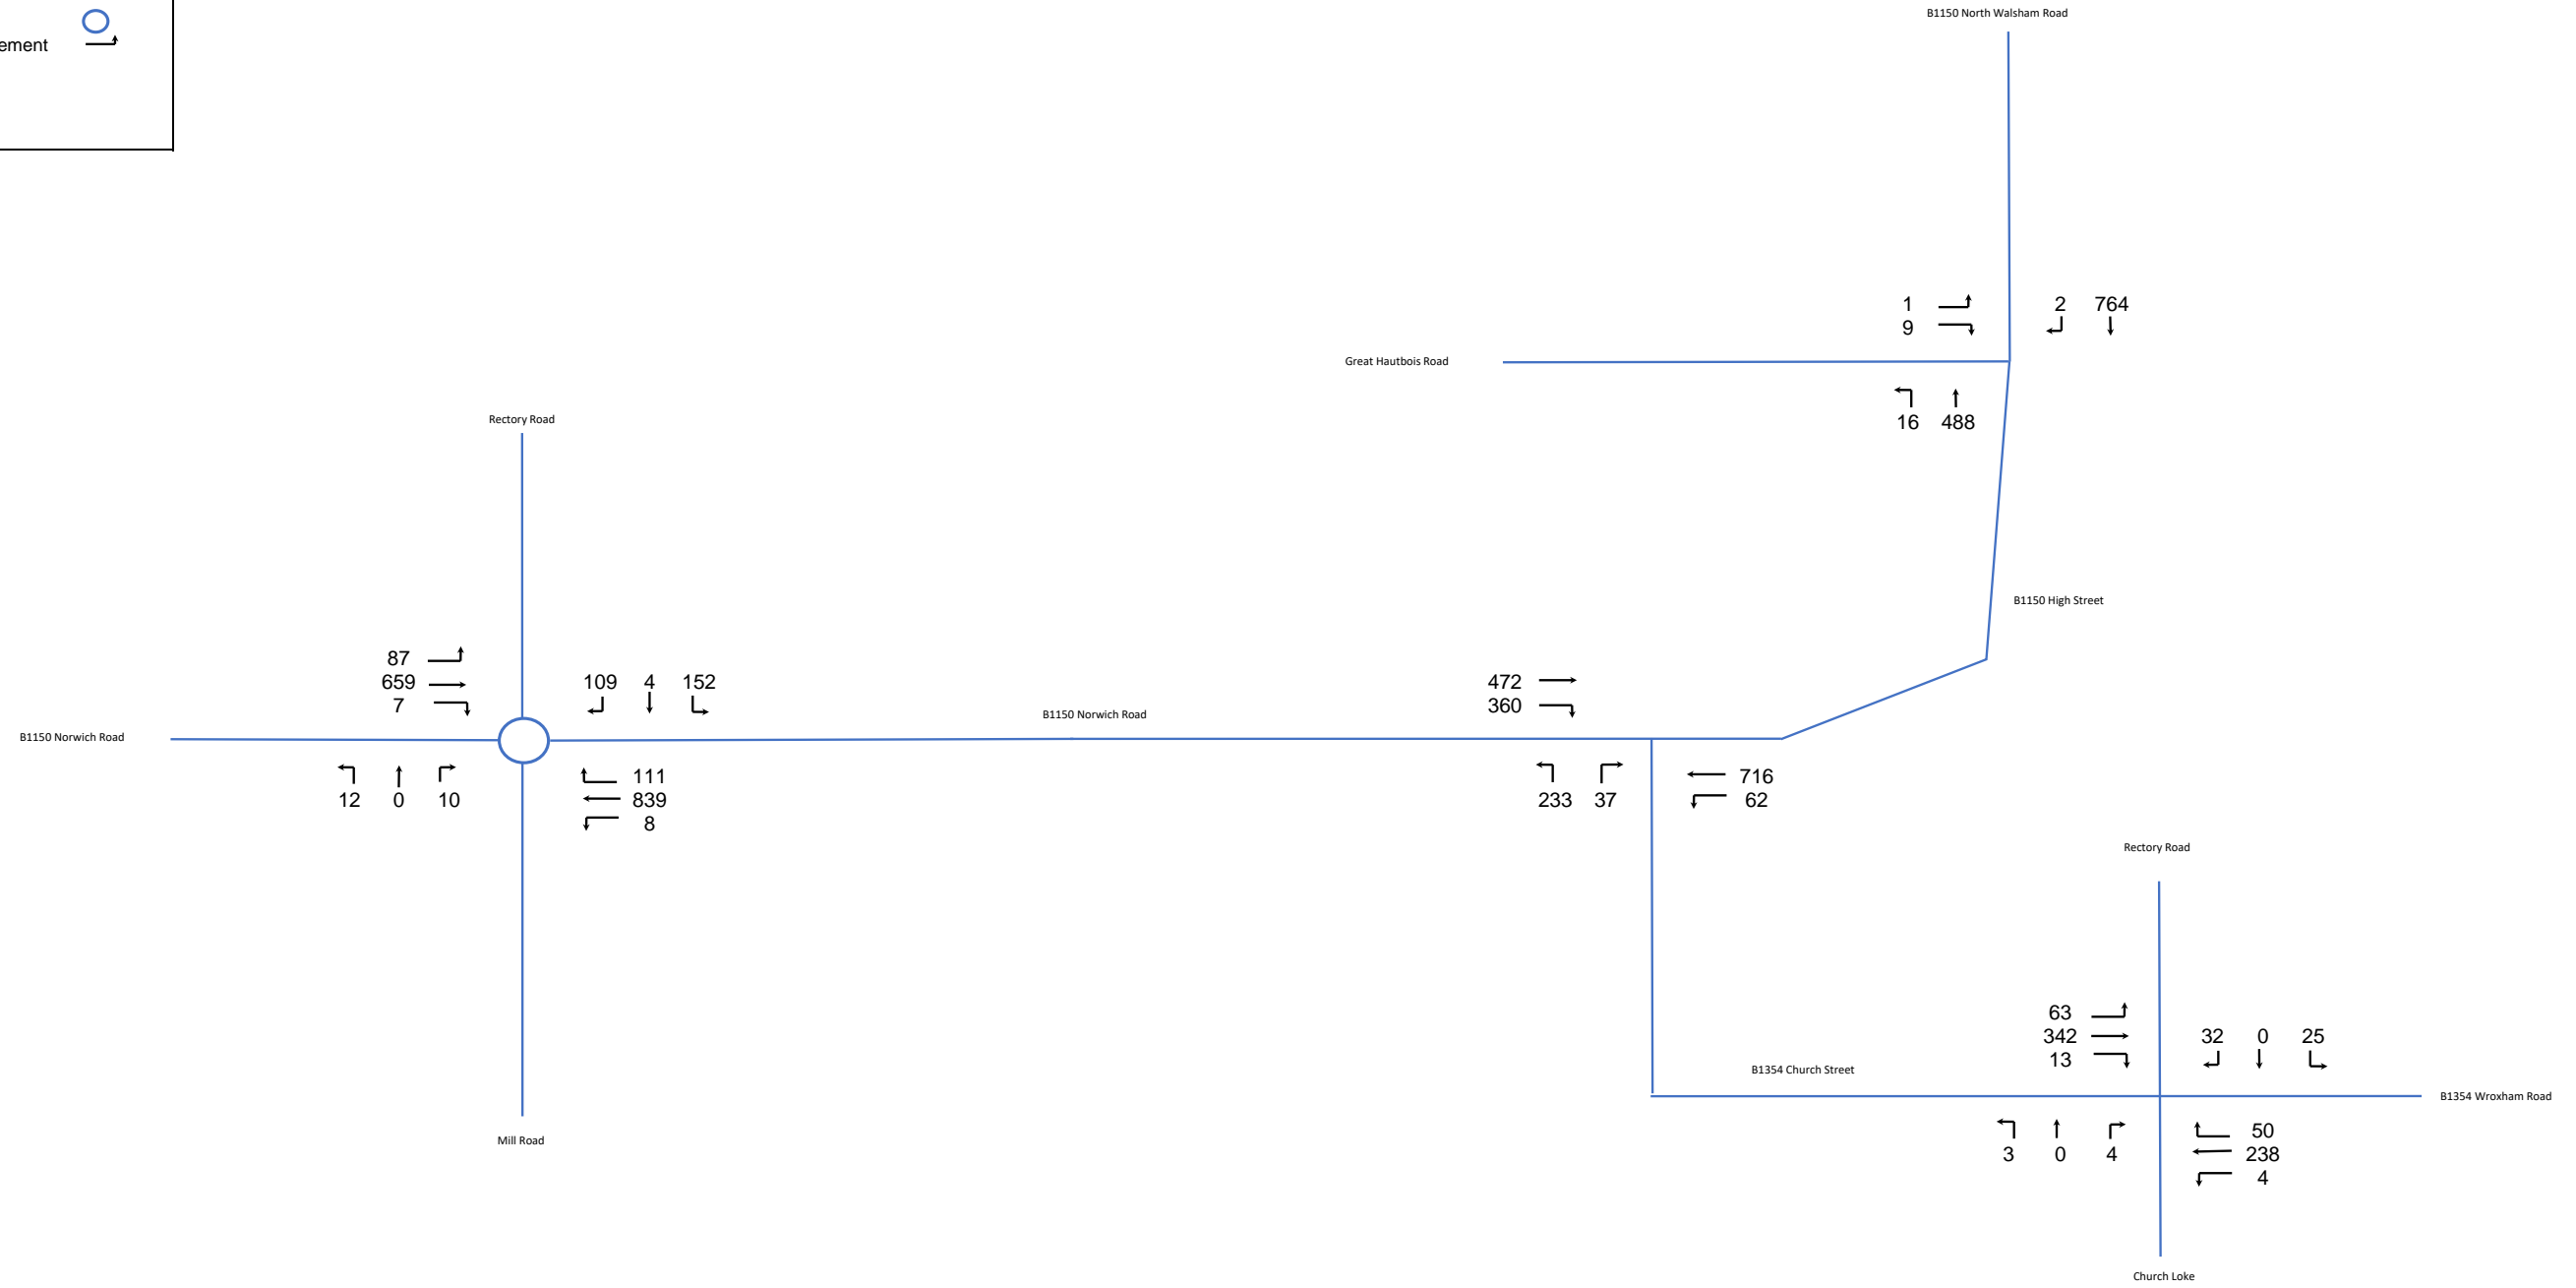 ement
B1150 North Walsham Road
1
9
2 764
Great Hautbois Road
16 488
Rectory Road
B1150 High Street
87
659
7
109 4 152
472
360
B1150 Norwich Road
B1150 Norwich Road
12 0 10
111
839
8
233 37
716
62
Rectory Road
63
342
13
32 0 25
B1354 Church Street
B1354 Wroxham Road
Mill Road
3 0 4
50
238
4
Church Loke